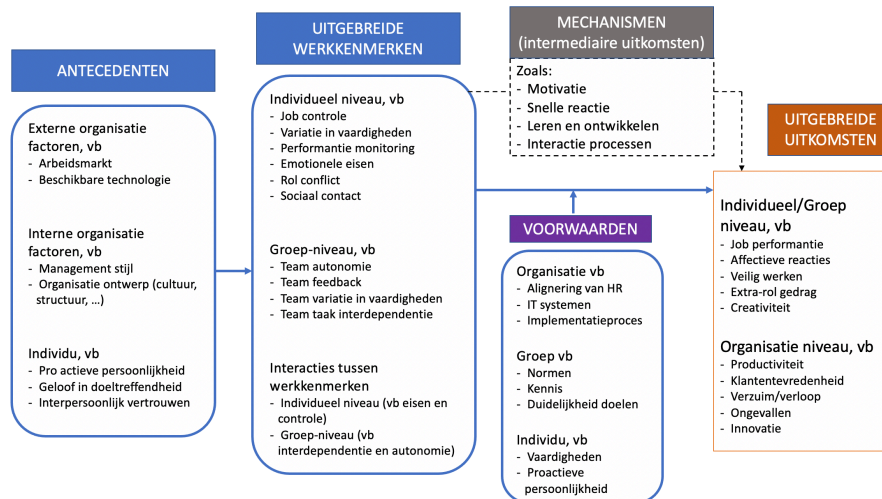 ANTECEDENTEN
Externe organisatie
factoren, vb
- Arbeidsmarkt
- Beschikbare technologie
Interne organisatie
factoren, vb
- Management stijl
- Organisatie ontwerp (cultuur,
structuur, ...)
Individu, vb
- Pro actieve persoonlijkheid
- Geloof in doeltreffendheid
- Interpersoonlijk vertrouwen
UITGEBREIDE
WERKKENMERKEN
Individueel niveau, vb
- Job controle
- Variatie in vaardigheden
- Performantie monitoring
- Emotionele eisen
- Rol conflict
- Sociaal contact
Groep-niveau, vb
- Team autonomie
- Team feedback
- Team variatie in vaardigheden
- Team taak interdependentie
Interacties tussen
werkkenmerken
- Individueel niveau (vb eisen en
controle)
- Groep-niveau (vb
interdependentie en autonomie)
MECHANISMEN
(intermediaire uitkomsten)
Zoals:
- Motivatie
- Snelle reactie
- Leren en ontwikkelen
- Interactie processen
VOORWAARDEN
Organisatie vb
- Alignering van HR
- IT systemen
- Implementatieproces
Groep vb
- Normen
- Kennis
- Duidelijkheid doelen
Individu, vb
- Vaardigheden
- Proactieve
persoonlijkheid
UITGEBREIDE
UITKOMSTEN
Individueel/Groep
niveau, vb
- Job performantie
- Affectieve reacties
- Veilig werken
- Extra-rol gedrag
- Creativiteit
Organisatie niveau, vb
- Productiviteit
- Klantentevredenheid
- Verzuim/verloop
- Ongevallen
- Innovatie